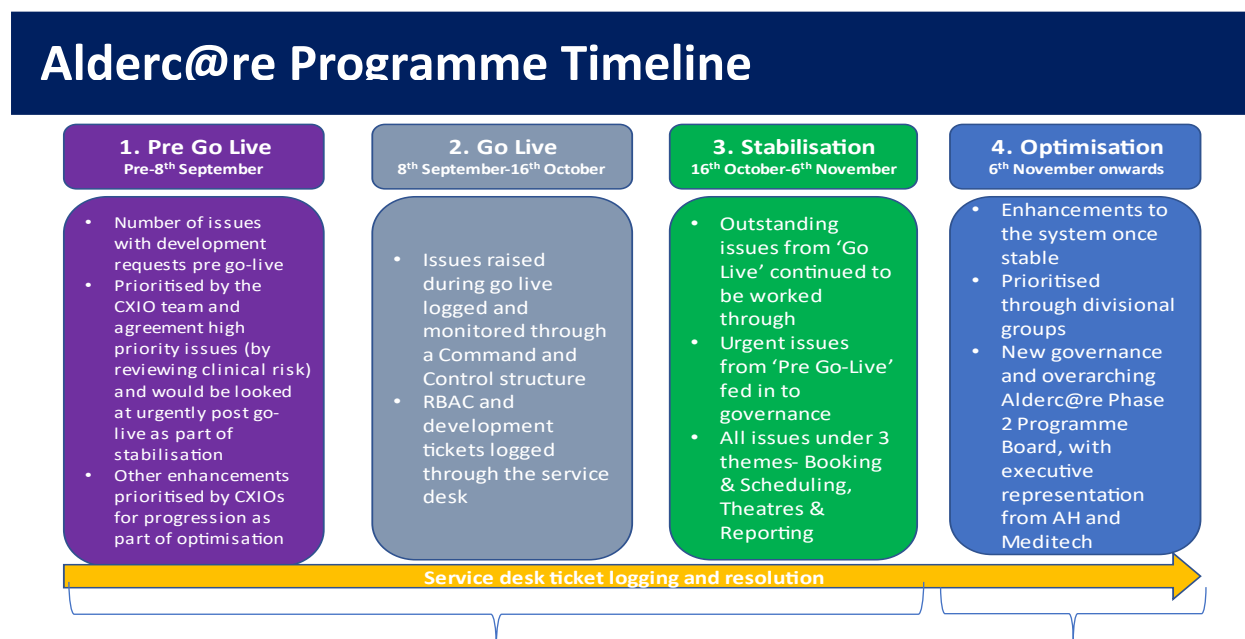 Alderc@re Programme Timeline
1. Pre Go Live
Pre-8th September
• Number of issues
with development
requests pre go-live
• Prioritised by the
CXIO team and
agreement high
priority issues (by
reviewing clinical risk)
and would be looked
at urgently post go-
live as part of
stabilisation
• Other enhancements
prioritised by CXIOs
for progression as
part of optimisation
2. Go Live
8th September-16th October
• Issues raised
during go live
logged and
monitored through
a Command and
Control structure
• RBAC and
development
tickets logged
through the service
desk
3. Stabilisation
16th October-6th November
• Outstanding
issues from ‘Go
Live’ continued to
be worked
through
• Urgent issues
from ‘Pre Go-Live’
fed in to
governance
• All issues under 3
themes- Booking
& Scheduling,
Theatres &
Reporting
4. Optimisation
6th November onwards
• Enhancements to
the system once
stable
• Prioritised
through divisional
groups
• New governance
and overarching
Alderc@re Phase
2 Programme
Board, with
executive
representation
from AH and
Meditech
Service desk ticket logging and resolution